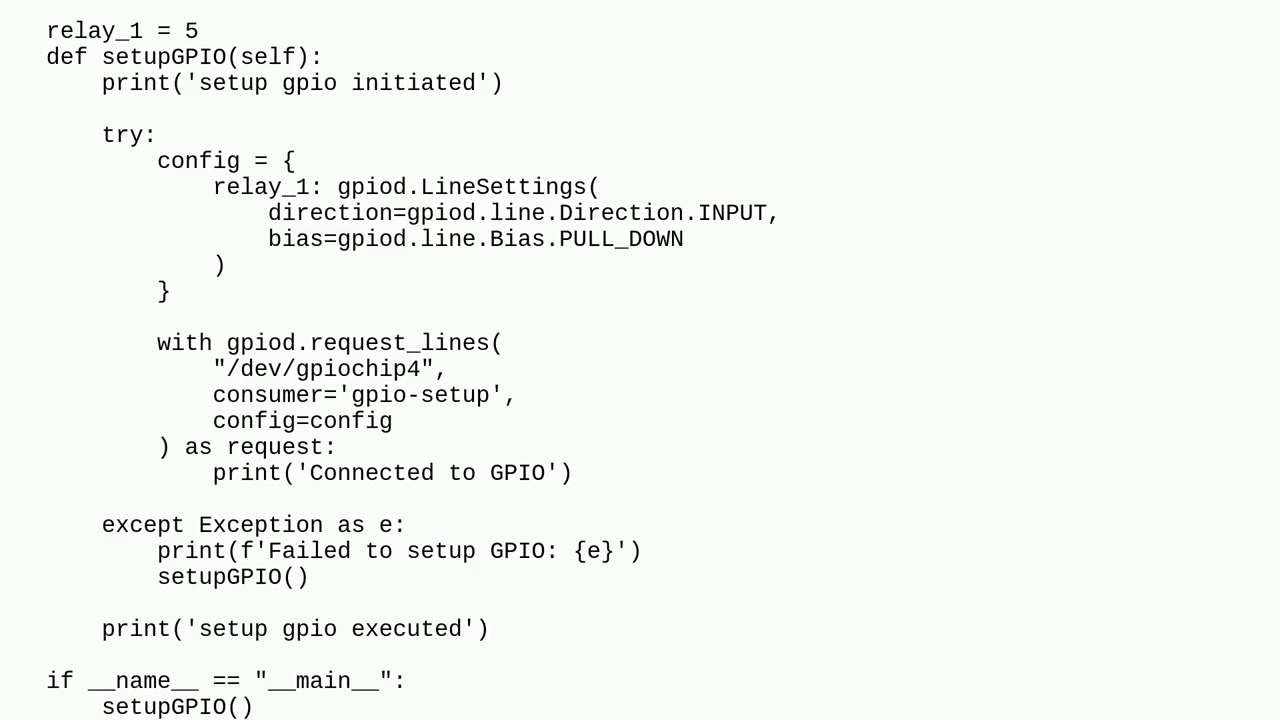 relay_1 = 5
def setupGPIO(self):
    print('setup gpio initiated')

    try:
        config = {
            relay_1: gpiod.LineSettings(
                direction=gpiod.line.Direction.INPUT,
                bias=gpiod.line.Bias.PULL_DOWN
            )
        }

        with gpiod.request_lines(
            "/dev/gpiochip4",
            consumer='gpio-setup',
            config=config
        ) as request:
            print('Connected to GPIO')

    except Exception as e:
        print(f'Failed to setup GPIO: {e}')
        setupGPIO()

    print('setup gpio executed')

if __name__ == "__main__":
    setupGPIO()